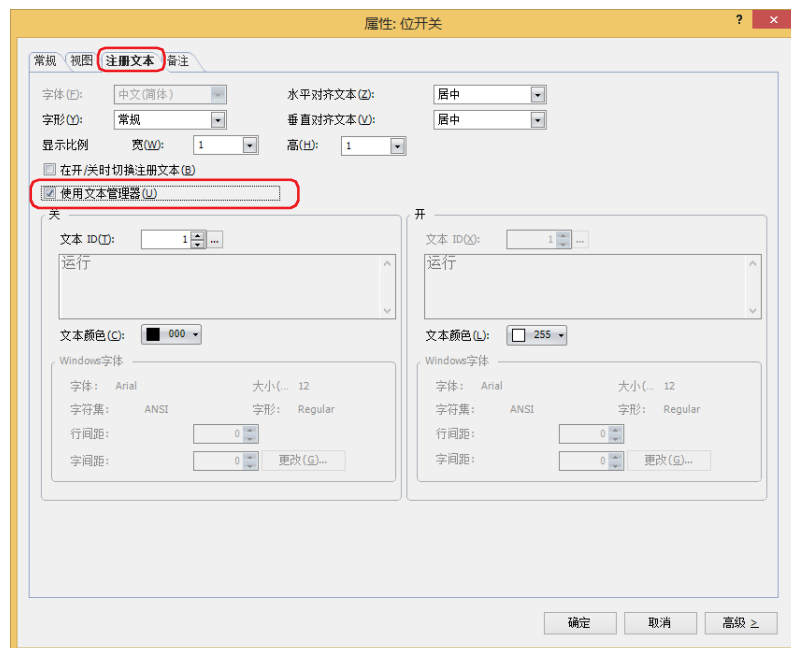 属性: 位开关
?
常规 视图 注册文本 备注
字体(F): 中文(简体) 水平对齐文本(Z): 居中
字形(Y): 常规 垂直对齐文本(V): 居中
显示比例 宽(W): 1 高(H): 1
在开/关时切换注册文本(B)
使用文本管理器(U)
关 开
文本 ID(T): 1 ... 文本 ID(X): 1 ...
运行 运行
文本颜色(C): 000 文本颜色(L): 255
Windows字体 Windows字体
字体: Arial 大小(... 12 字体: Arial 大小(... 12
字符集: ANSI 字形: Regular 字符集: ANSI 字形: Regular
行间距: 0 行间距: 0
字间距: 0 更改(G)... 字间距: 0 更改(G)...
确定 取消 高级 >